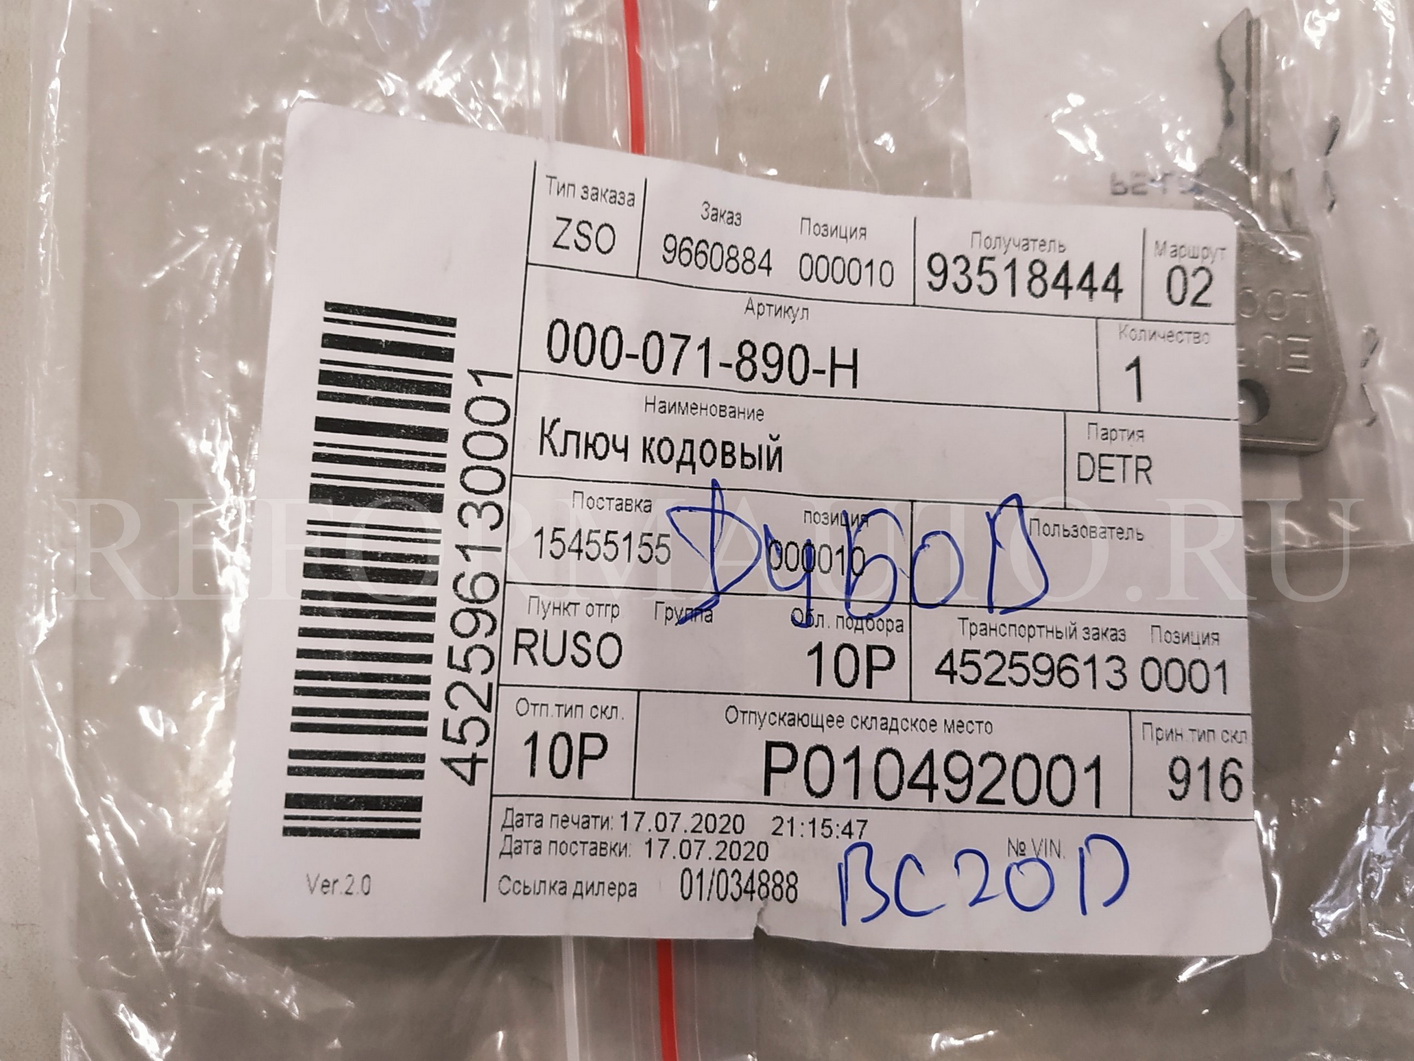 Тип заказа Заказ Позиция Получатель Маршрут
ZSO 9660884 000010 93518444 02
Артикул Количество
000-071-890-H 1
Наименование Партия
Ключ кодовый DETR
Поставка позиция Пользователь
15455155 000010
Пункт отгр Группа Обл. подбора Транспортный заказ Позиция
RUSO 10P 45259613 0001
Отп.тип скл. Отпускающее складское место Прин.тип скл
10P P010492001 916
Дата печати: 17.07.2020 21:15:47
Дата поставки: 17.07.2020 № VIN.
Ссылка дилера 01/034888 BC20D
Ver.2.0
452596130001
REFORMAUTO.RU